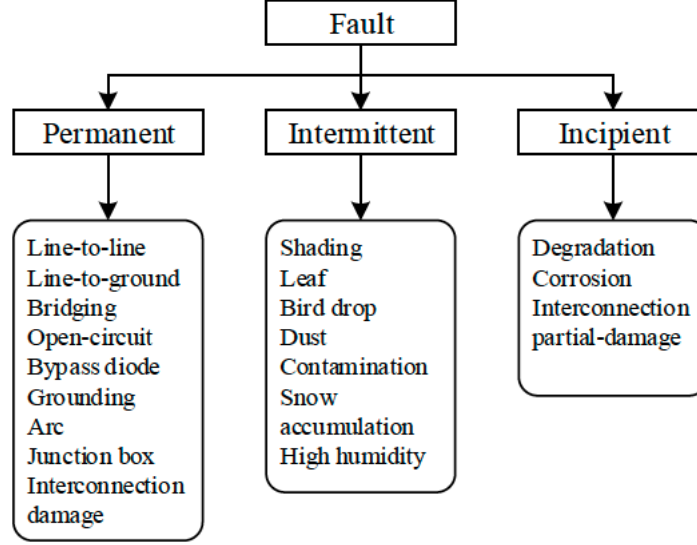 Fault
Permanent
Intermittent
Incipient
Line-to-line
Line-to-ground
Bridging
Open-circuit
Bypass diode
Grounding
Arc
Junction box
Interconnection
damage
Shading
Leaf
Bird drop
Dust
Contamination
Snow
accumulation
High humidity
Degradation
Corrosion
Interconnection
partial-damage